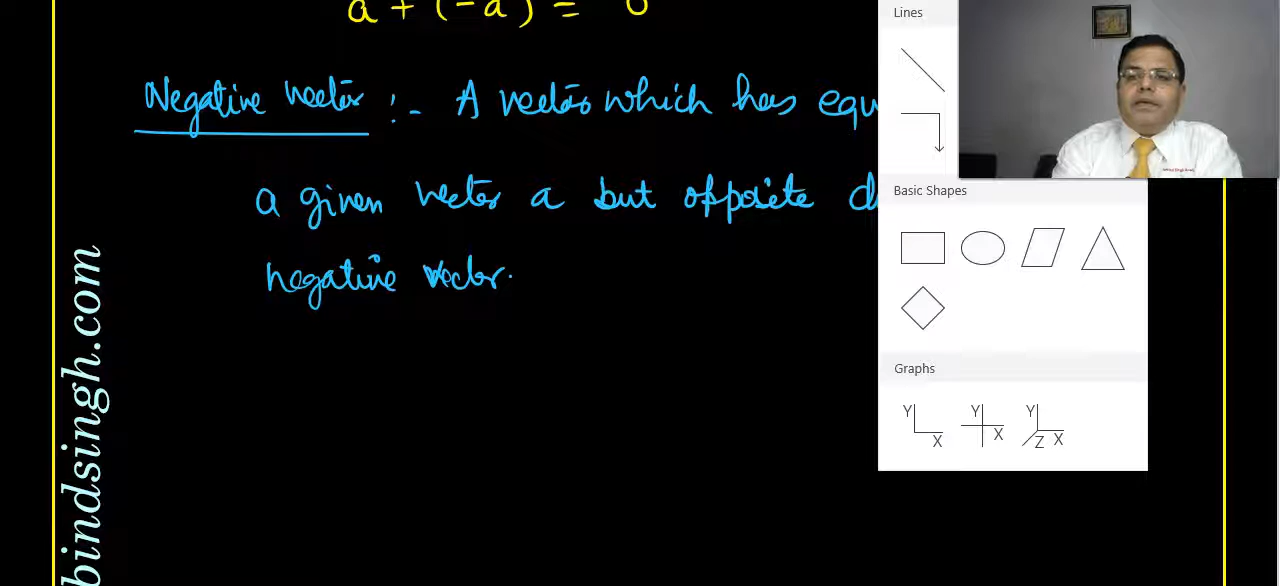 a + (-a) = 0
Negative vector :- A vector which has equ
a given vector a but opposite d
negative vector.
bindsingh.com
Lines
Basic Shapes
Graphs
Y X Y X Y Z X